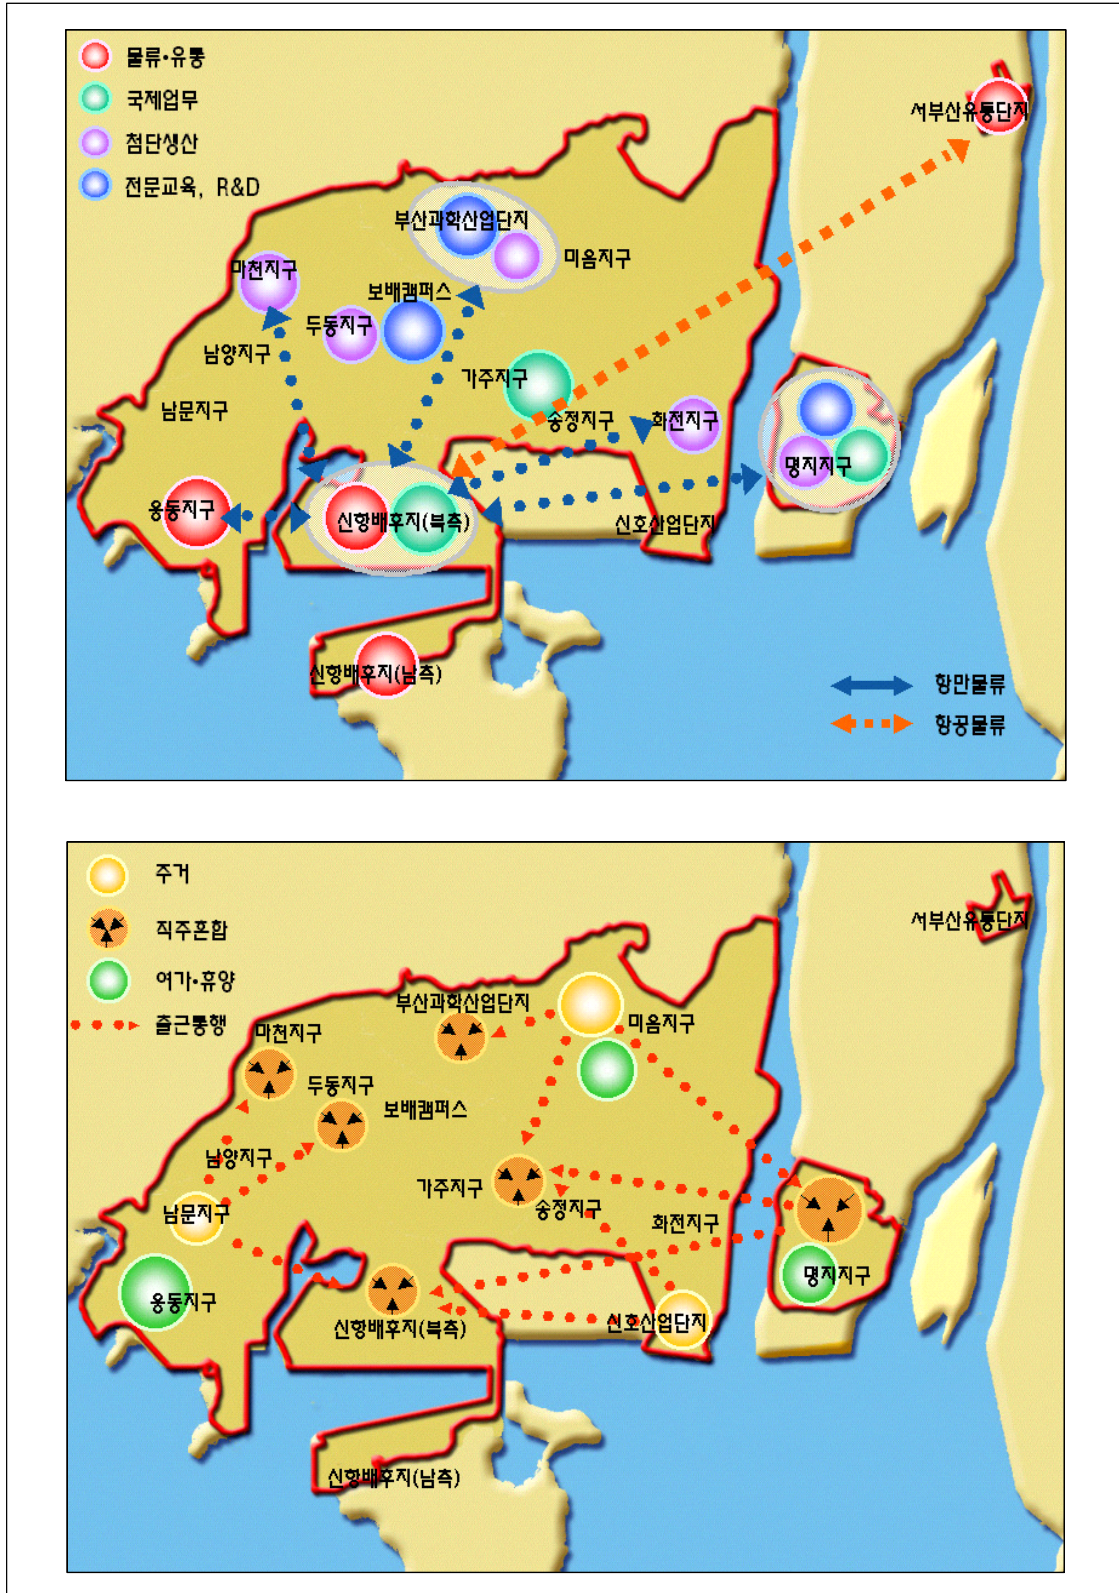 물류•유통
국제업무
첨단생산
전문교육, R&D
서부산유통단지
부산과학산업단지
미음지구
마천지구
보배캠퍼스
두동지구
남양지구
가주지구
남문지구
송정지구
화전지구
명지지구
웅동지구
신항배후지(북측)
신호산업단지
신항배후지(남측)
항만물류
항공물류
주거
직주혼합
여가•휴양
출근통행
서부산유통단지
부산과학산업단지
미음지구
마천지구
두동지구
보배캠퍼스
남양지구
가주지구
남문지구
송정지구
화전지구
명지지구
웅동지구
신항배후지(북측)
신호산업단지
신항배후지(남측)